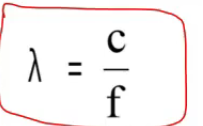 λ = c/f